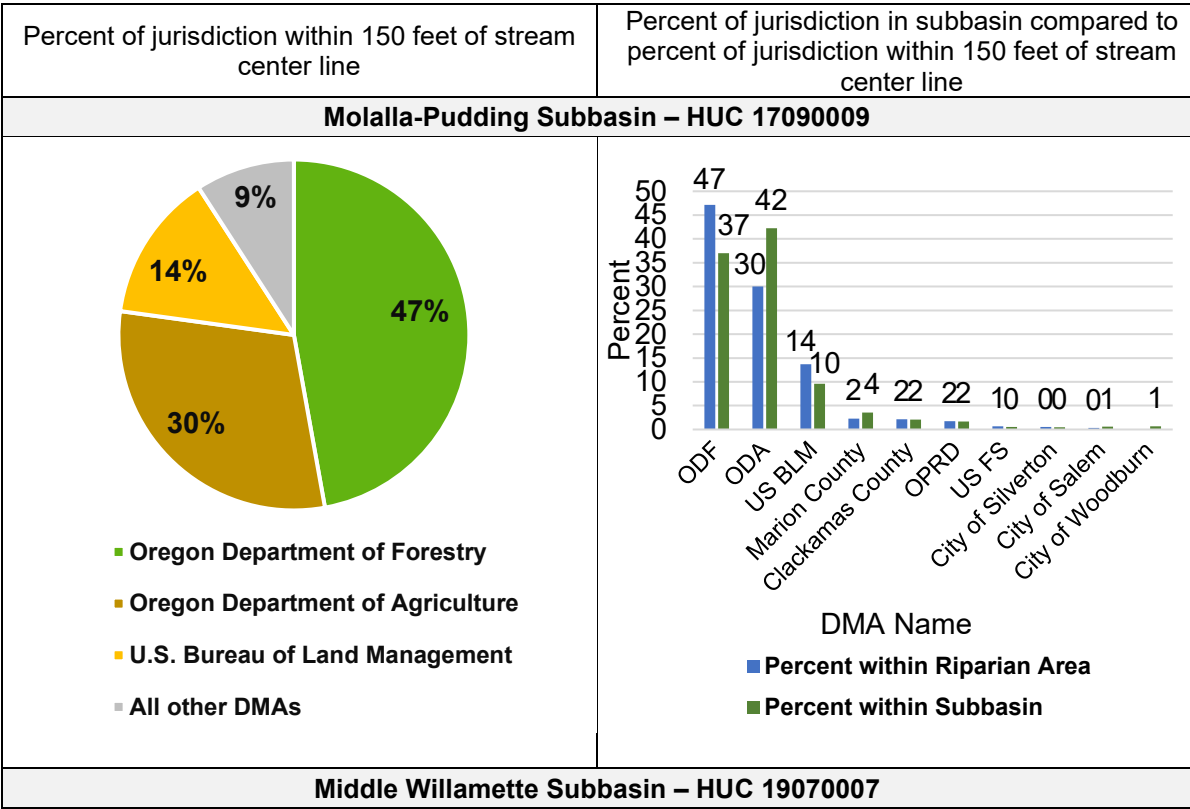 Percent of jurisdiction within 150 feet of stream
center line
Percent of jurisdiction in subbasin compared to
percent of jurisdiction within 150 feet of stream
center line
Molalla-Pudding Subbasin – HUC 17090009
9%
14%
47%
30%
Oregon Department of Forestry
Oregon Department of Agriculture
U.S. Bureau of Land Management
All other DMAs
Percent
50
45
40
35
30
25
20
15
10
5
0
47
37
30
42
14
10
2 4
2 2
2 2
1 0
0 0
0 1
1
ODF
ODA
US BLM
Marion County
Clackamas County
OPRD
US FS
City of Silverton
City of Salem
City of Woodburn
DMA Name
Percent within Riparian Area
Percent within Subbasin
Middle Willamette Subbasin – HUC 19070007